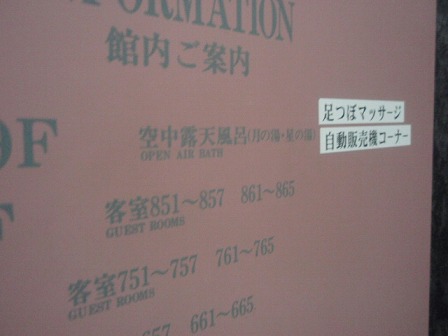 INFORMATION
館内ご案内
足つぼマッサージ
空中露天風呂(月の湯・星の湯) 自動販売機コーナー
OPEN AIR BATH
客室851～857 861～865
GUEST ROOMS
客室751～757 761～765
GUEST ROOMS
657 661～665